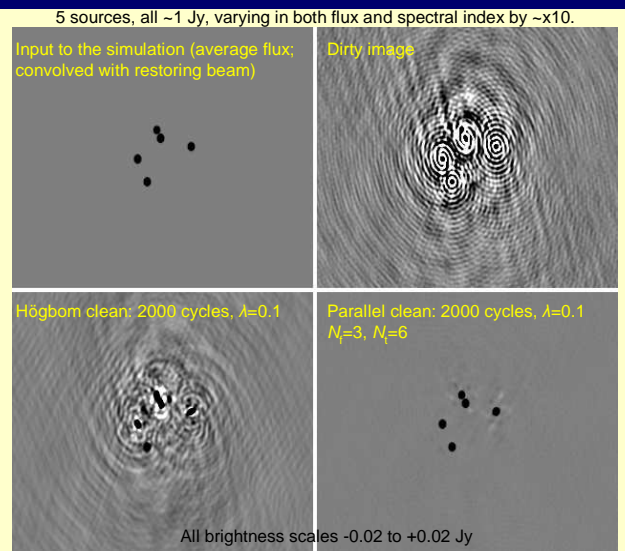 5 sources, all ~1 Jy, varying in both flux and spectral index by ~x10.
Input to the simulation (average flux;
convolved with restoring beam)
Dirty image
Högbom clean: 2000 cycles, λ=0.1
Parallel clean: 2000 cycles, λ=0.1
Nf=3, Nt=6
All brightness scales -0.02 to +0.02 Jy